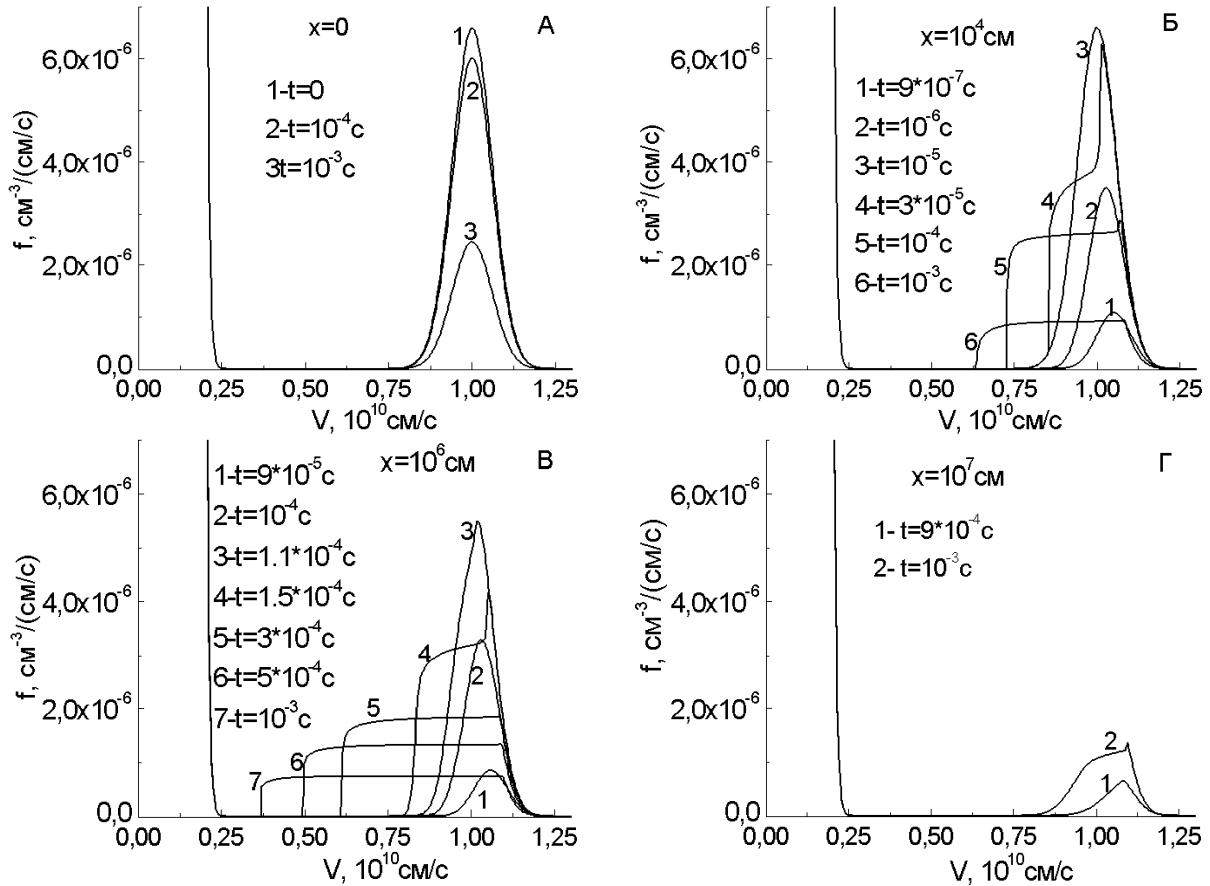 x=0
А
1
1-t=0
2
2-t=10⁻⁴c
3t=10⁻³c
3
6,0x10⁻⁶
4,0x10⁻⁶
2,0x10⁻⁶
0,0
f, см⁻³/(см/с)
0,00 0,25 0,50 0,75 1,00 1,25
V, 10¹⁰см/с
x=10⁴см
Б
3
1-t=9*10⁻⁷c
2-t=10⁻⁶c
3-t=10⁻⁵c
4-t=3*10⁻⁵c
5-t=10⁻⁴c
6-t=10⁻³c
4
2
5
1
6
6,0x10⁻⁶
4,0x10⁻⁶
2,0x10⁻⁶
0,0
f, см⁻³/(см/с)
0,00 0,25 0,50 0,75 1,00 1,25
V, 10¹⁰см/с
x=10⁶см
В
1-t=9*10⁻⁵c
2-t=10⁻⁴c
3-t=1.1*10⁻⁴c
4-t=1.5*10⁻⁴c
5-t=3*10⁻⁴c
6-t=5*10⁻⁴c
7-t=10⁻³c
3
4
2
5
6
7
1
6,0x10⁻⁶
4,0x10⁻⁶
2,0x10⁻⁶
0,0
f, см⁻³/(см/с)
0,00 0,25 0,50 0,75 1,00 1,25
V, 10¹⁰см/с
x=10⁷см
Г
1- t=9*10⁻⁴c
2- t=10⁻³c
2
1
6,0x10⁻⁶
4,0x10⁻⁶
2,0x10⁻⁶
0,0
f, см⁻³/(см/с)
0,00 0,25 0,50 0,75 1,00 1,25
V, 10¹⁰см/с